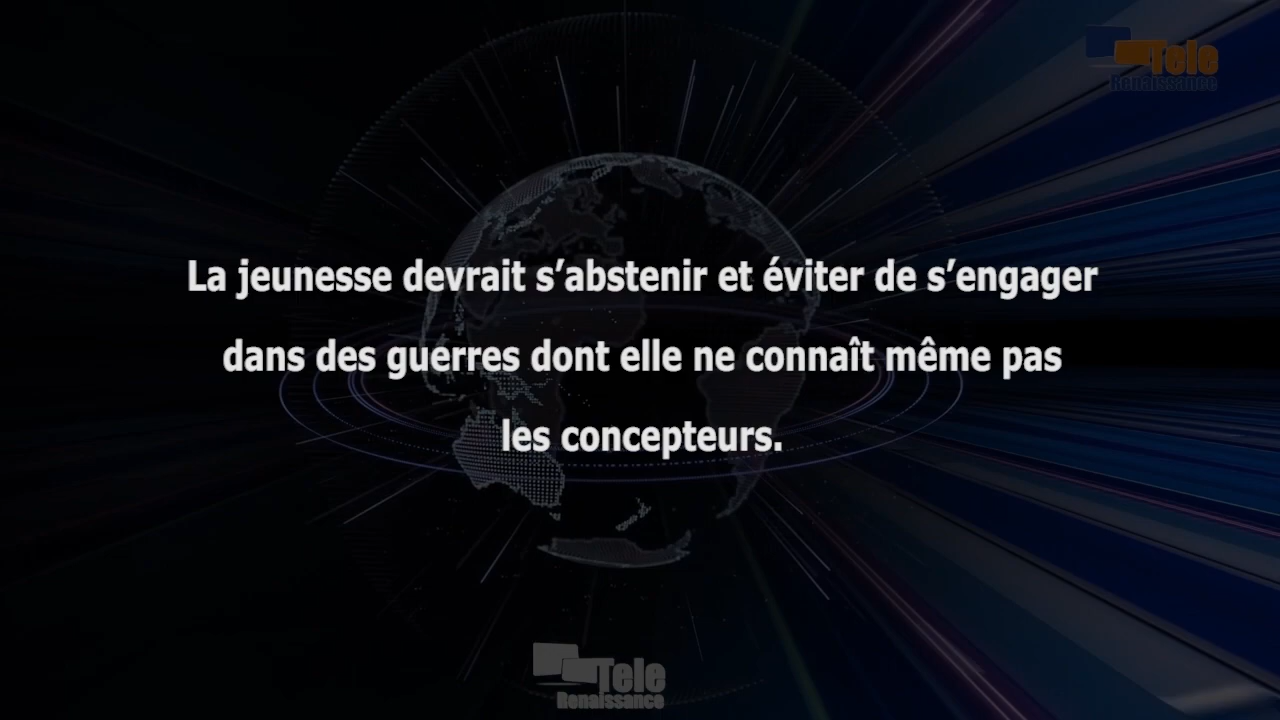 Tele
Renaissance
La jeunesse devrait s’abstenir et éviter de s’engager
dans des guerres dont elle ne connaît même pas
les concepteurs.
Tele
Renaissance